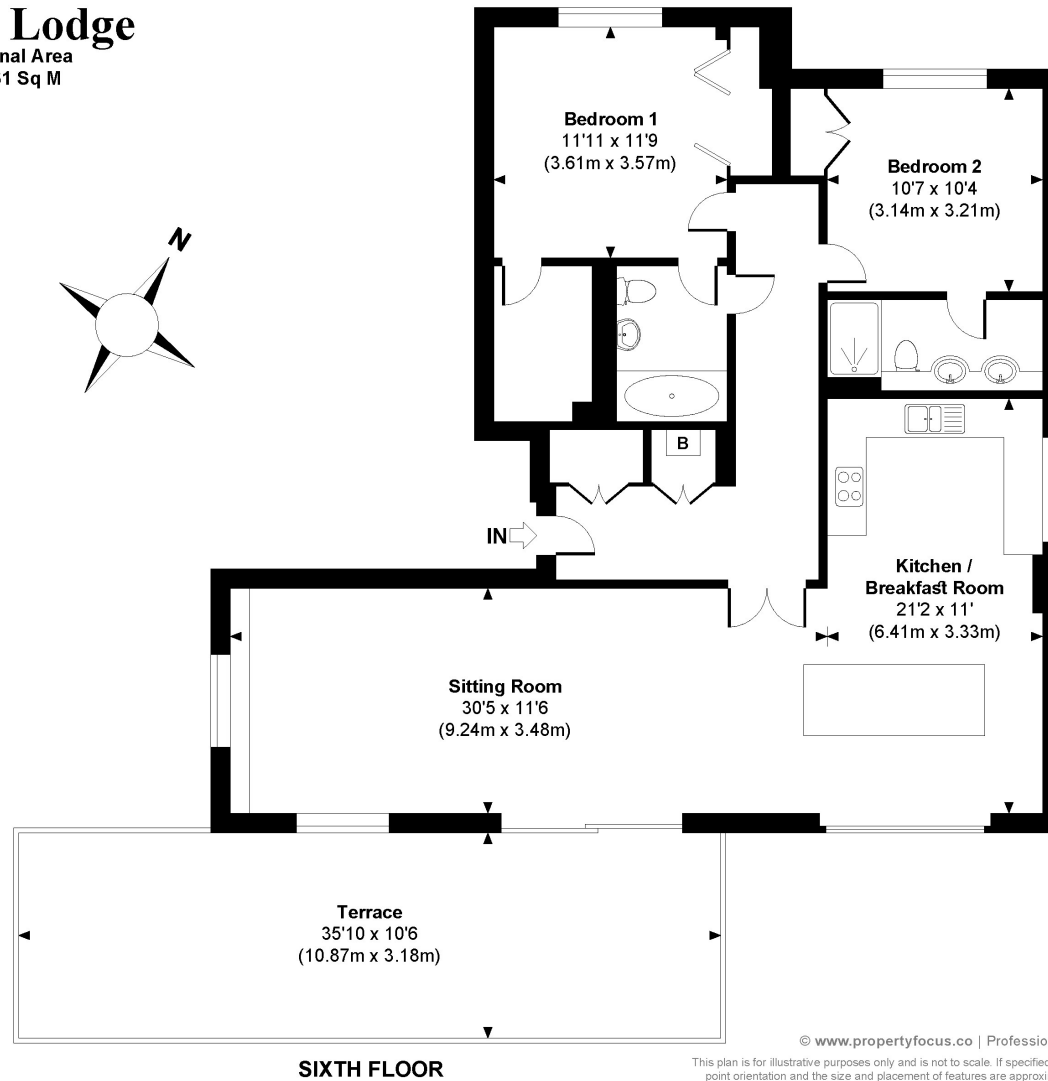 Lodge
nal Area
1 Sq M
N
Bedroom 1
11'11 x 11'9
(3.61m x 3.57m)
Bedroom 2
10'7 x 10'4
(3.14m x 3.21m)
B
IN
Kitchen /
Breakfast Room
21'2 x 11'
(6.41m x 3.33m)
Sitting Room
30'5 x 11'6
(9.24m x 3.48m)
Terrace
35'10 x 10'6
(10.87m x 3.18m)
SIXTH FLOOR
© www.propertyfocus.co | Professio
This plan is for illustrative purposes only and is not to scale. If specified
point orientation and the size and placement of features are approxi